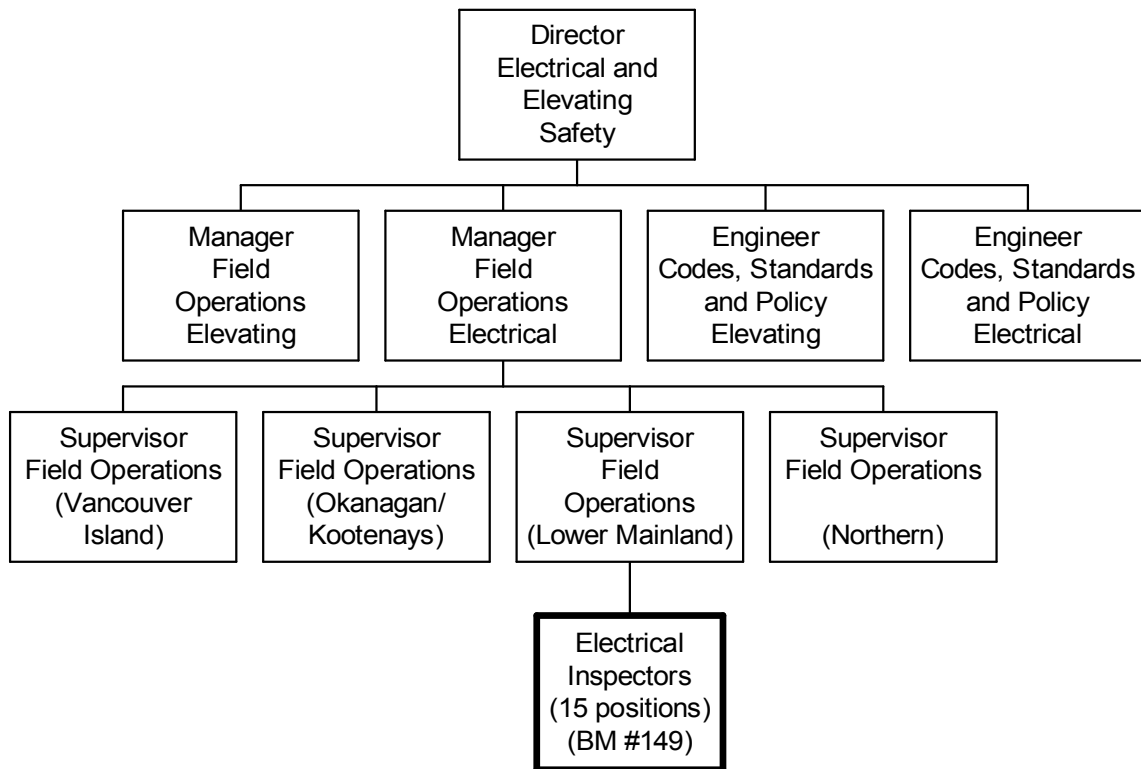 Director
Electrical and
Elevating
Safety
Manager
Field
Operations
Elevating
Manager
Field
Operations
Electrical
Engineer
Codes, Standards
and Policy
Elevating
Engineer
Codes, Standards
and Policy
Electrical
Supervisor
Field Operations
(Vancouver
Island)
Supervisor
Field Operations
(Okanagan/
Kootenays)
Supervisor
Field
Operations
(Lower Mainland)
Supervisor
Field Operations
(Northern)
Electrical
Inspectors
(15 positions)
(BM #149)